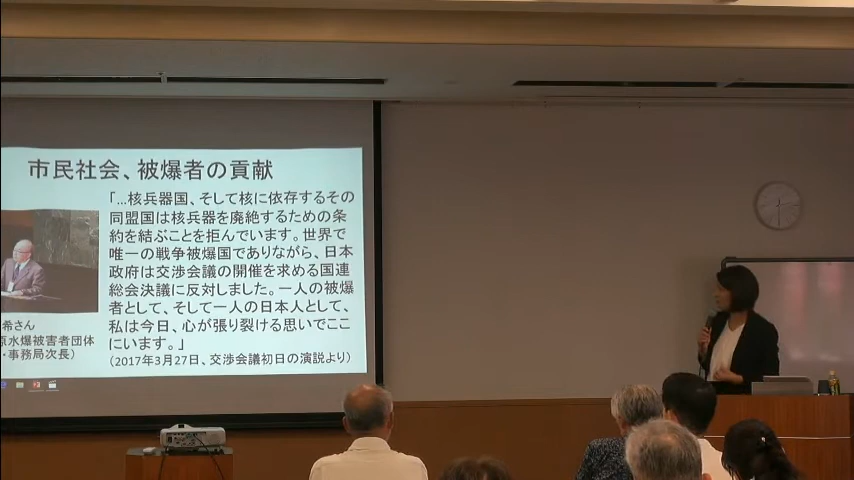 市民社会、被爆者の貢献
「…核兵器国、そして核に依存するその
同盟国は核兵器を廃絶するための条
約を結ぶことを拒んでいます。世界で
唯一の戦争被爆国でありながら、日本
政府は交渉会議の開催を求める国連
総会決議に反対しました。一人の被爆
者として、そして一人の日本人として、
私は今日、心が張り裂ける思いでここ
にいます。」
（2017年3月27日、交渉会議初日の演説より）
希さん
原水爆被害者団体
・事務局次長）